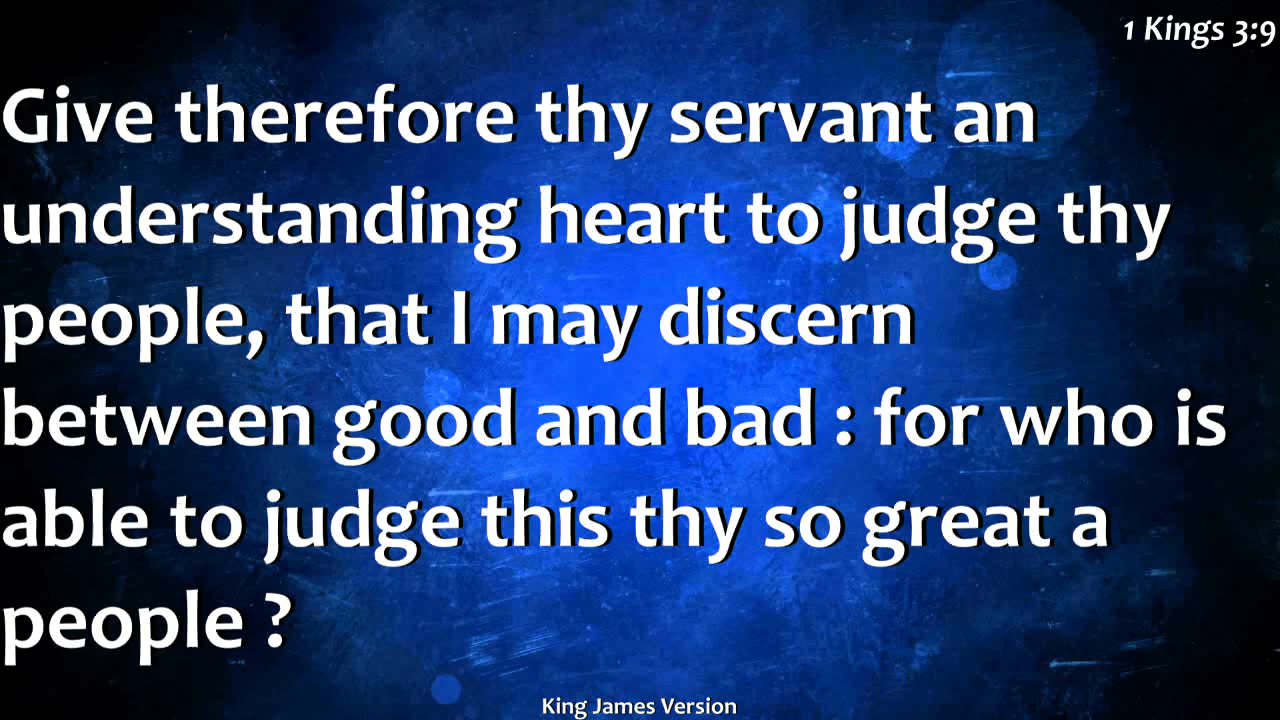 1 Kings 3:9
Give therefore thy servant an
understanding heart to judge thy
people, that I may discern
between good and bad : for who is
able to judge this thy so great a
people ?
King James Version